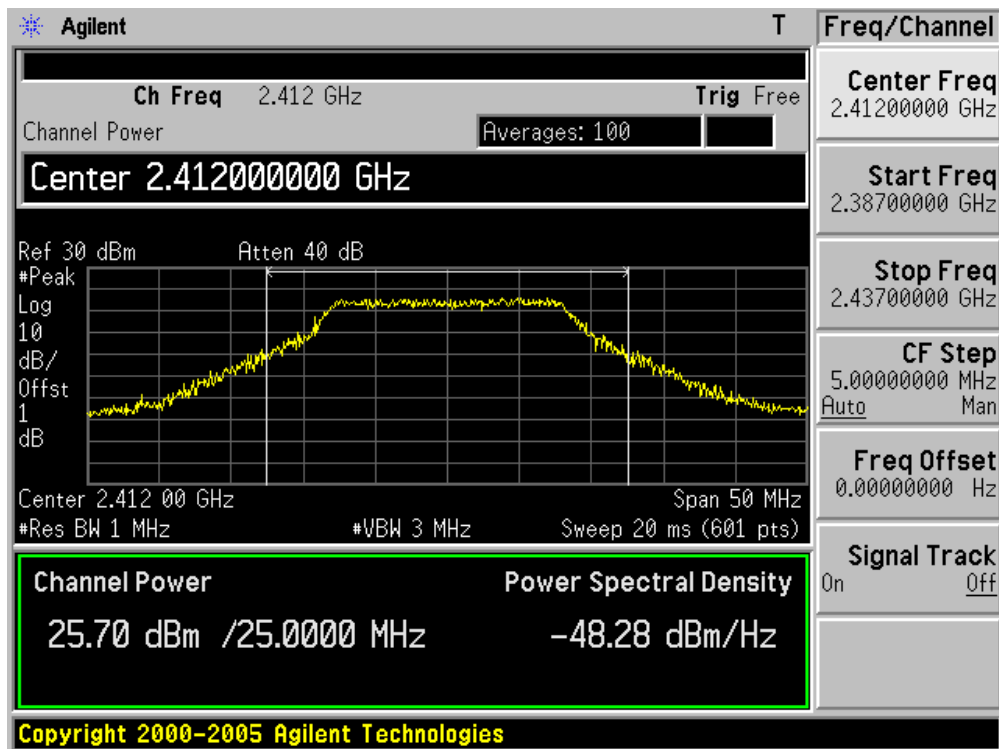 Agilent T
Ch Freq 2.412 GHz Trig Free
Channel Power Averages: 100
Center 2.412000000 GHz
Ref 30 dBm Atten 40 dB
#Peak
Log
10
dB/
Offst
1
dB
Center 2.412 00 GHz Span 50 MHz
#Res BW 1 MHz #VBW 3 MHz Sweep 20 ms (601 pts)
Channel Power Power Spectral Density
25.70 dBm /25.0000 MHz -48.28 dBm/Hz
Copyright 2000-2005 Agilent Technologies
Freq/Channel
Center Freq
2.41200000 GHz
Start Freq
2.38700000 GHz
Stop Freq
2.43700000 GHz
CF Step
5.00000000 MHz
Auto Man
Freq Offset
0.00000000 Hz
Signal Track
On Off